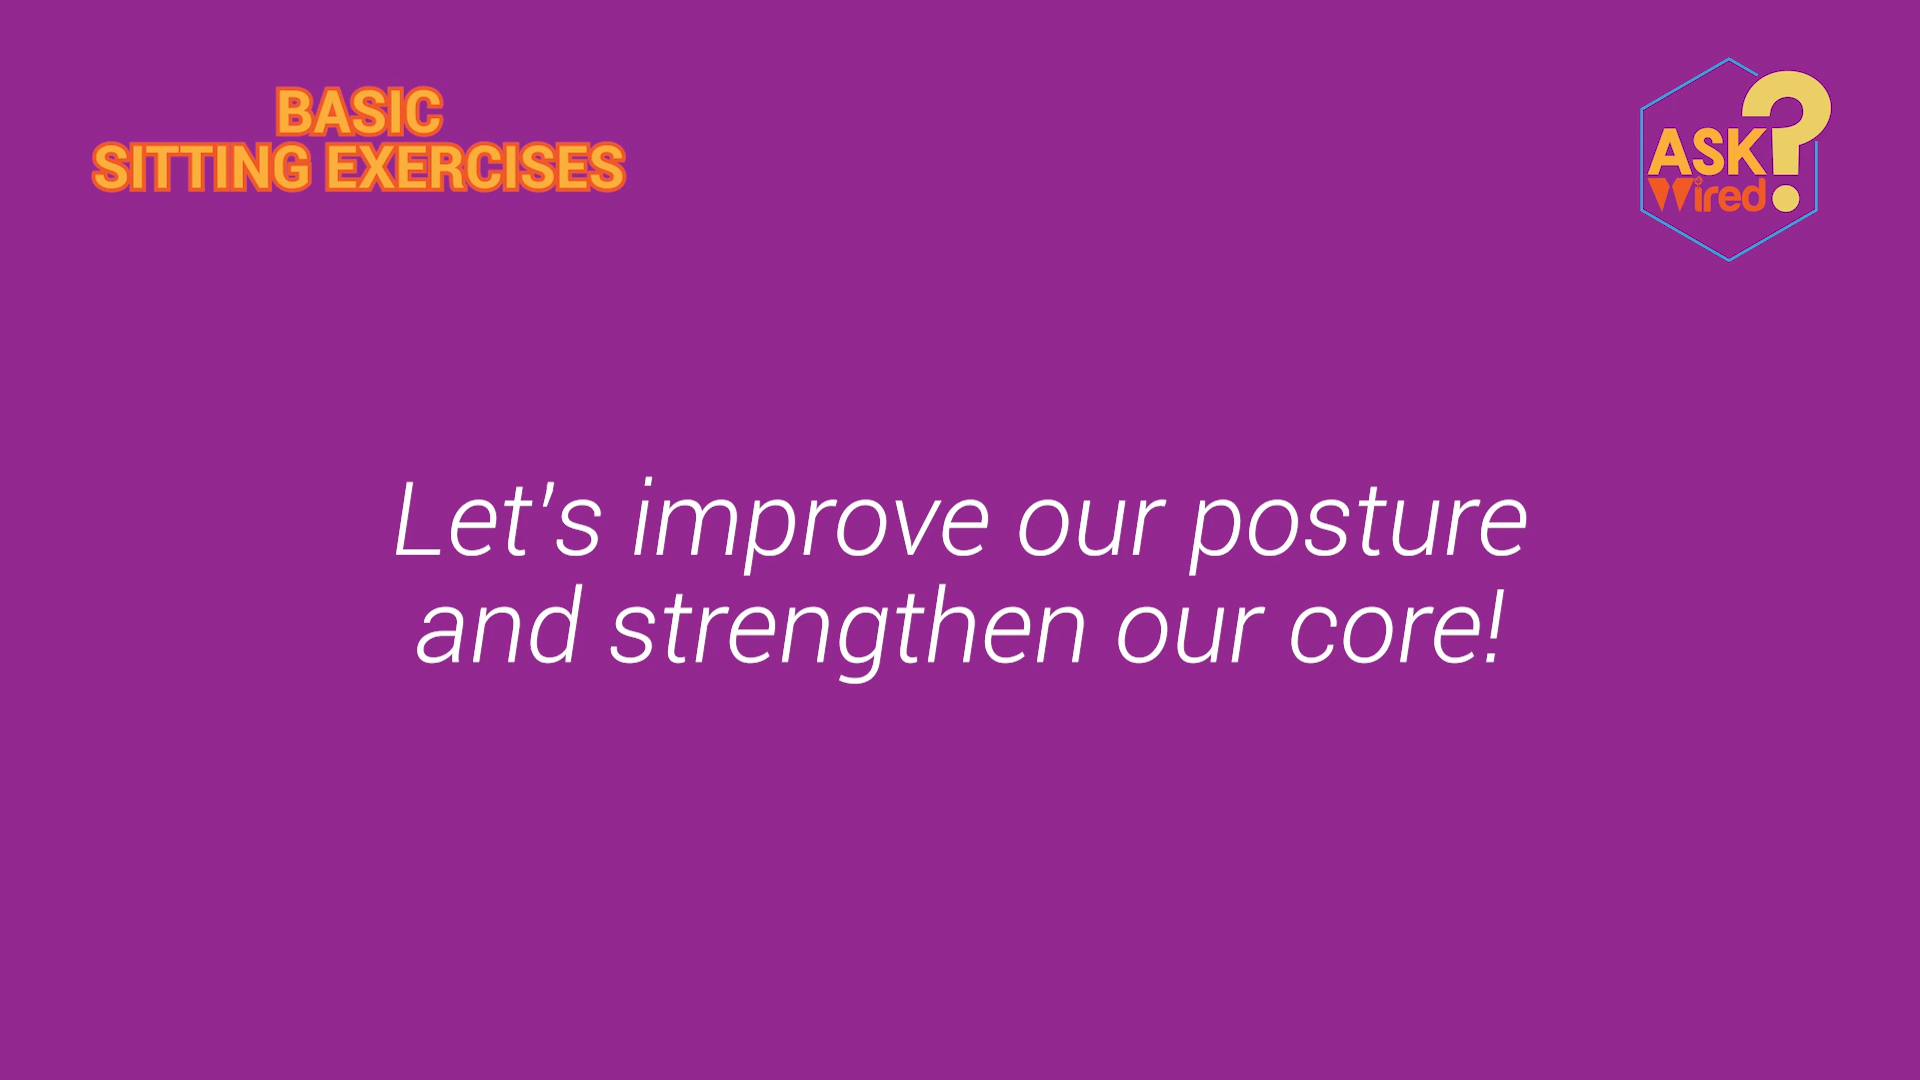 BASIC
SITTING EXERCISES
ASK?
Wired
Let's improve our posture
and strengthen our core!